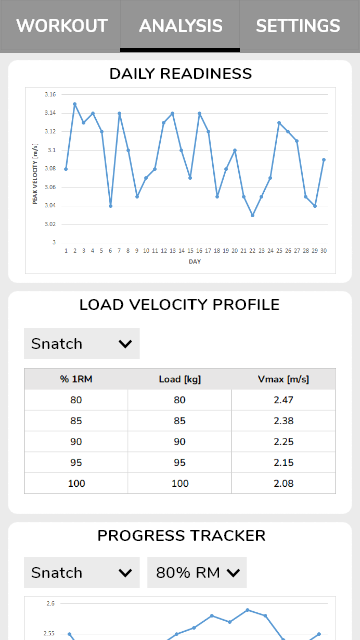 WORKOUT ANALYSIS SETTINGS
DAILY READINESS
3.16
3.14
3.12
3.1
3.08
3.06
3.04
3.02
3
PEAK VELOCITY [m/s]
1 2 3 4 5 6 7 8 9 10 11 12 13 14 15 16 17 18 19 20 21 22 23 24 25 26 27 28 29 30
DAY
LOAD VELOCITY PROFILE
Snatch
% 1RM Load [kg] Vmax [m/s]
80 80 2.47
85 85 2.38
90 90 2.25
95 95 2.15
100 100 2.08
PROGRESS TRACKER
Snatch 80% RM
2.6
2.55